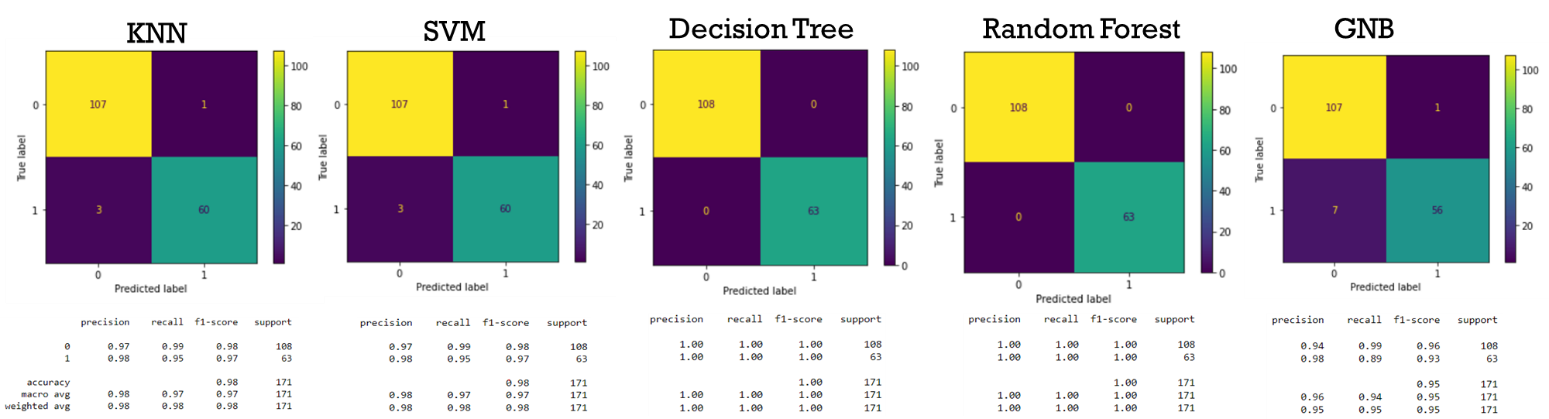 KNN
100
80
60
40
20
0
107 1
1
3 60
0 1
True label
Predicted label
precision recall f1-score support
0 0.97 0.99 0.98 108
1 0.98 0.95 0.97 63
accuracy 0.98 171
macro avg 0.98 0.97 0.97 171
weighted avg 0.98 0.98 0.98 171
SVM
100
80
60
40
20
0
107 1
1
3 60
0 1
True label
Predicted label
precision recall f1-score support
0.97 0.99 0.98 108
0.98 0.95 0.97 63
0.98 171
0.98 0.97 0.97 171
0.98 0.98 0.98 171
Decision Tree
100
80
60
40
20
0
0
108 0
1
0 63
0 1
True label
Predicted label
precision recall f1-score support
1.00 1.00 1.00 108
1.00 1.00 1.00 63
1.00 171
1.00 1.00 1.00 171
1.00 1.00 1.00 171
Random Forest
100
80
60
40
20
0
0
108 0
1
0 63
0 1
True label
Predicted label
precision recall f1-score support
1.00 1.00 1.00 108
1.00 1.00 1.00 63
1.00 171
1.00 1.00 1.00 171
1.00 1.00 1.00 171
GNB
100
80
60
40
20
0
107 1
1
7 56
0 1
True label
Predicted label
precision recall f1-score support
0.94 0.99 0.96 108
0.98 0.89 0.93 63
0.95 171
0.96 0.94 0.95 171
0.95 0.95 0.95 171